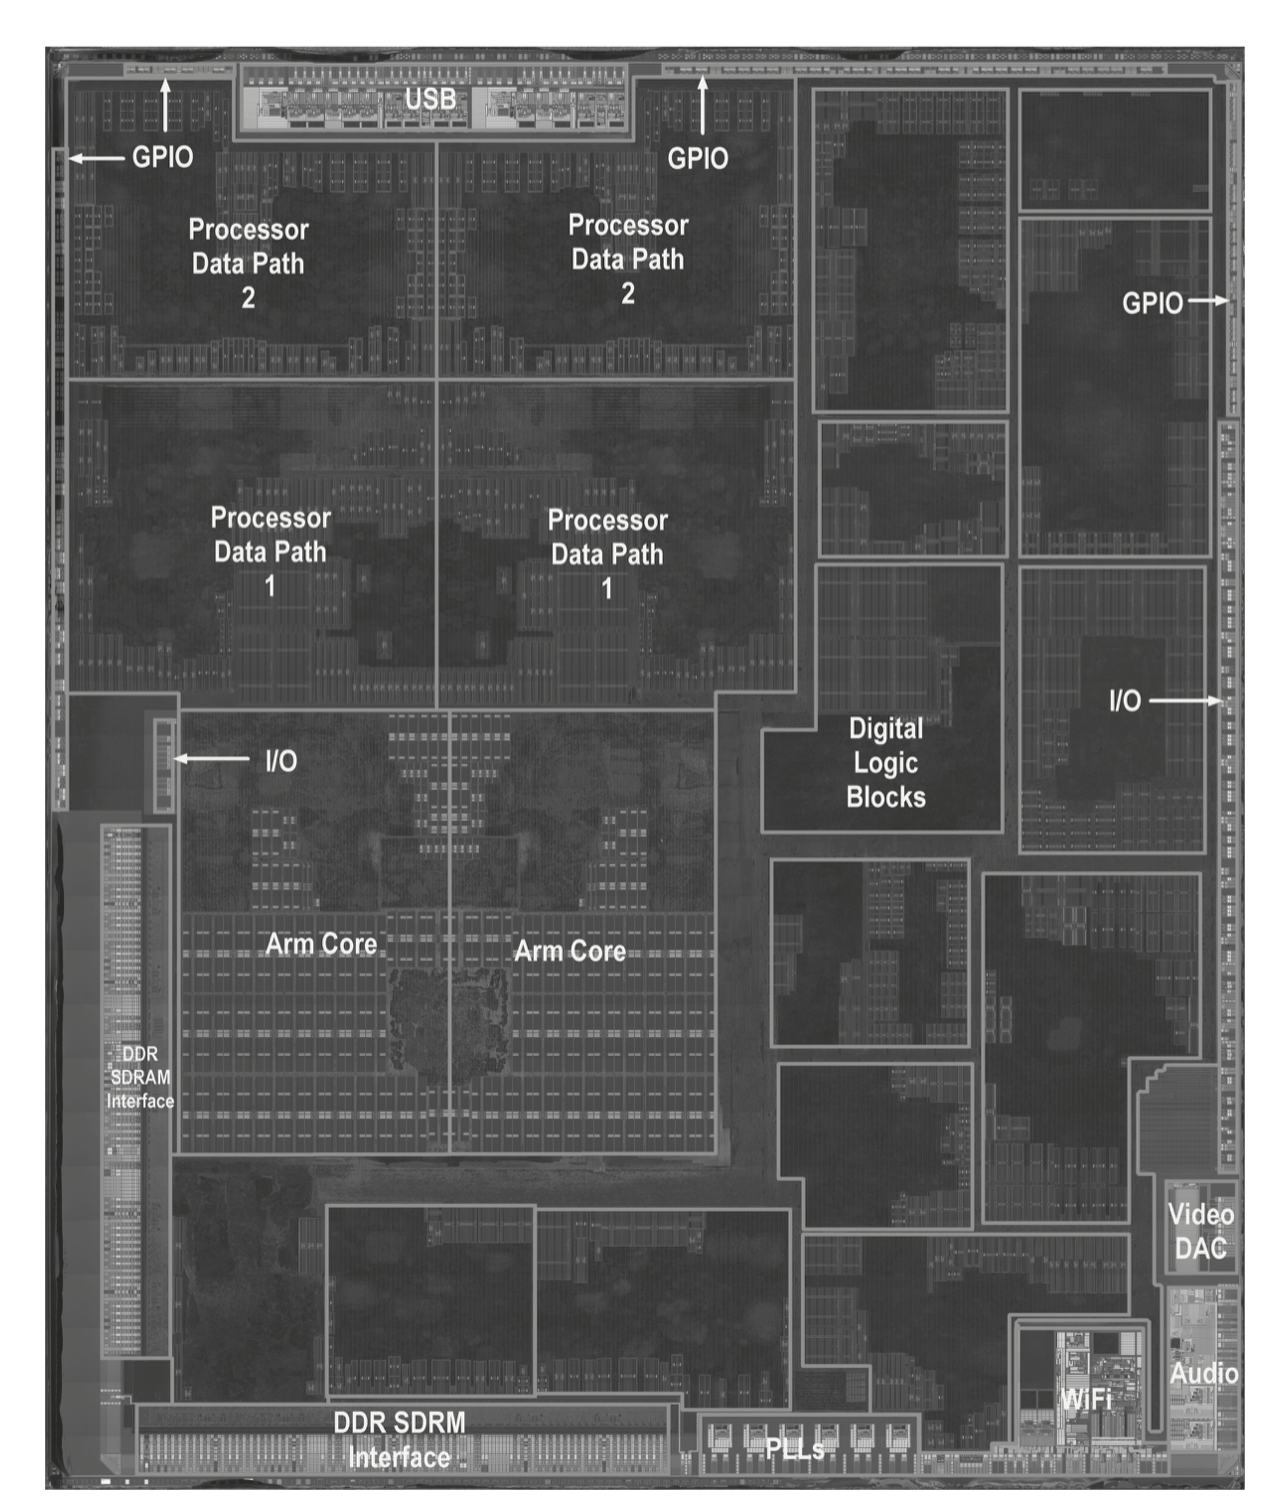 USB
GPIO
GPIO
Processor
Data Path
2
Processor
Data Path
2
GPIO
Processor
Data Path
1
Processor
Data Path
1
I/O
Digital
Logic
Blocks
I/O
Arm Core
Arm Core
DDR
SDRAM
Interface
Video
DAC
Audio
WiFi
DDR SDRM
Interface
PLLs